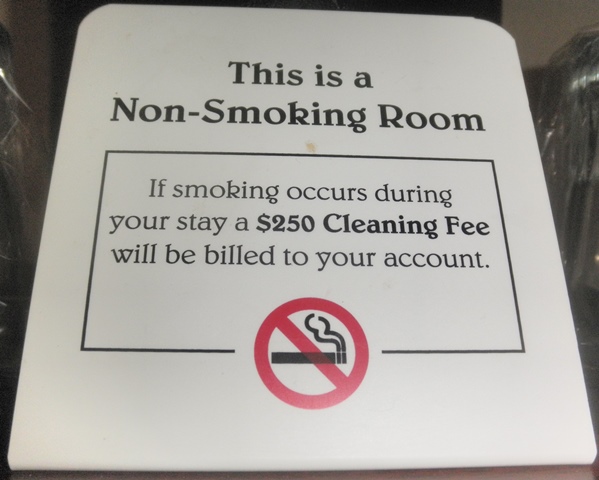 This is a
Non-Smoking Room
If smoking occurs during
your stay a $250 Cleaning Fee
will be billed to your account.